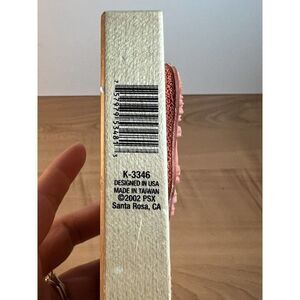 K-3346
DESIGNED IN USA
MADE IN TAIWAN
©2002 PSX
Santa Rosa, CA